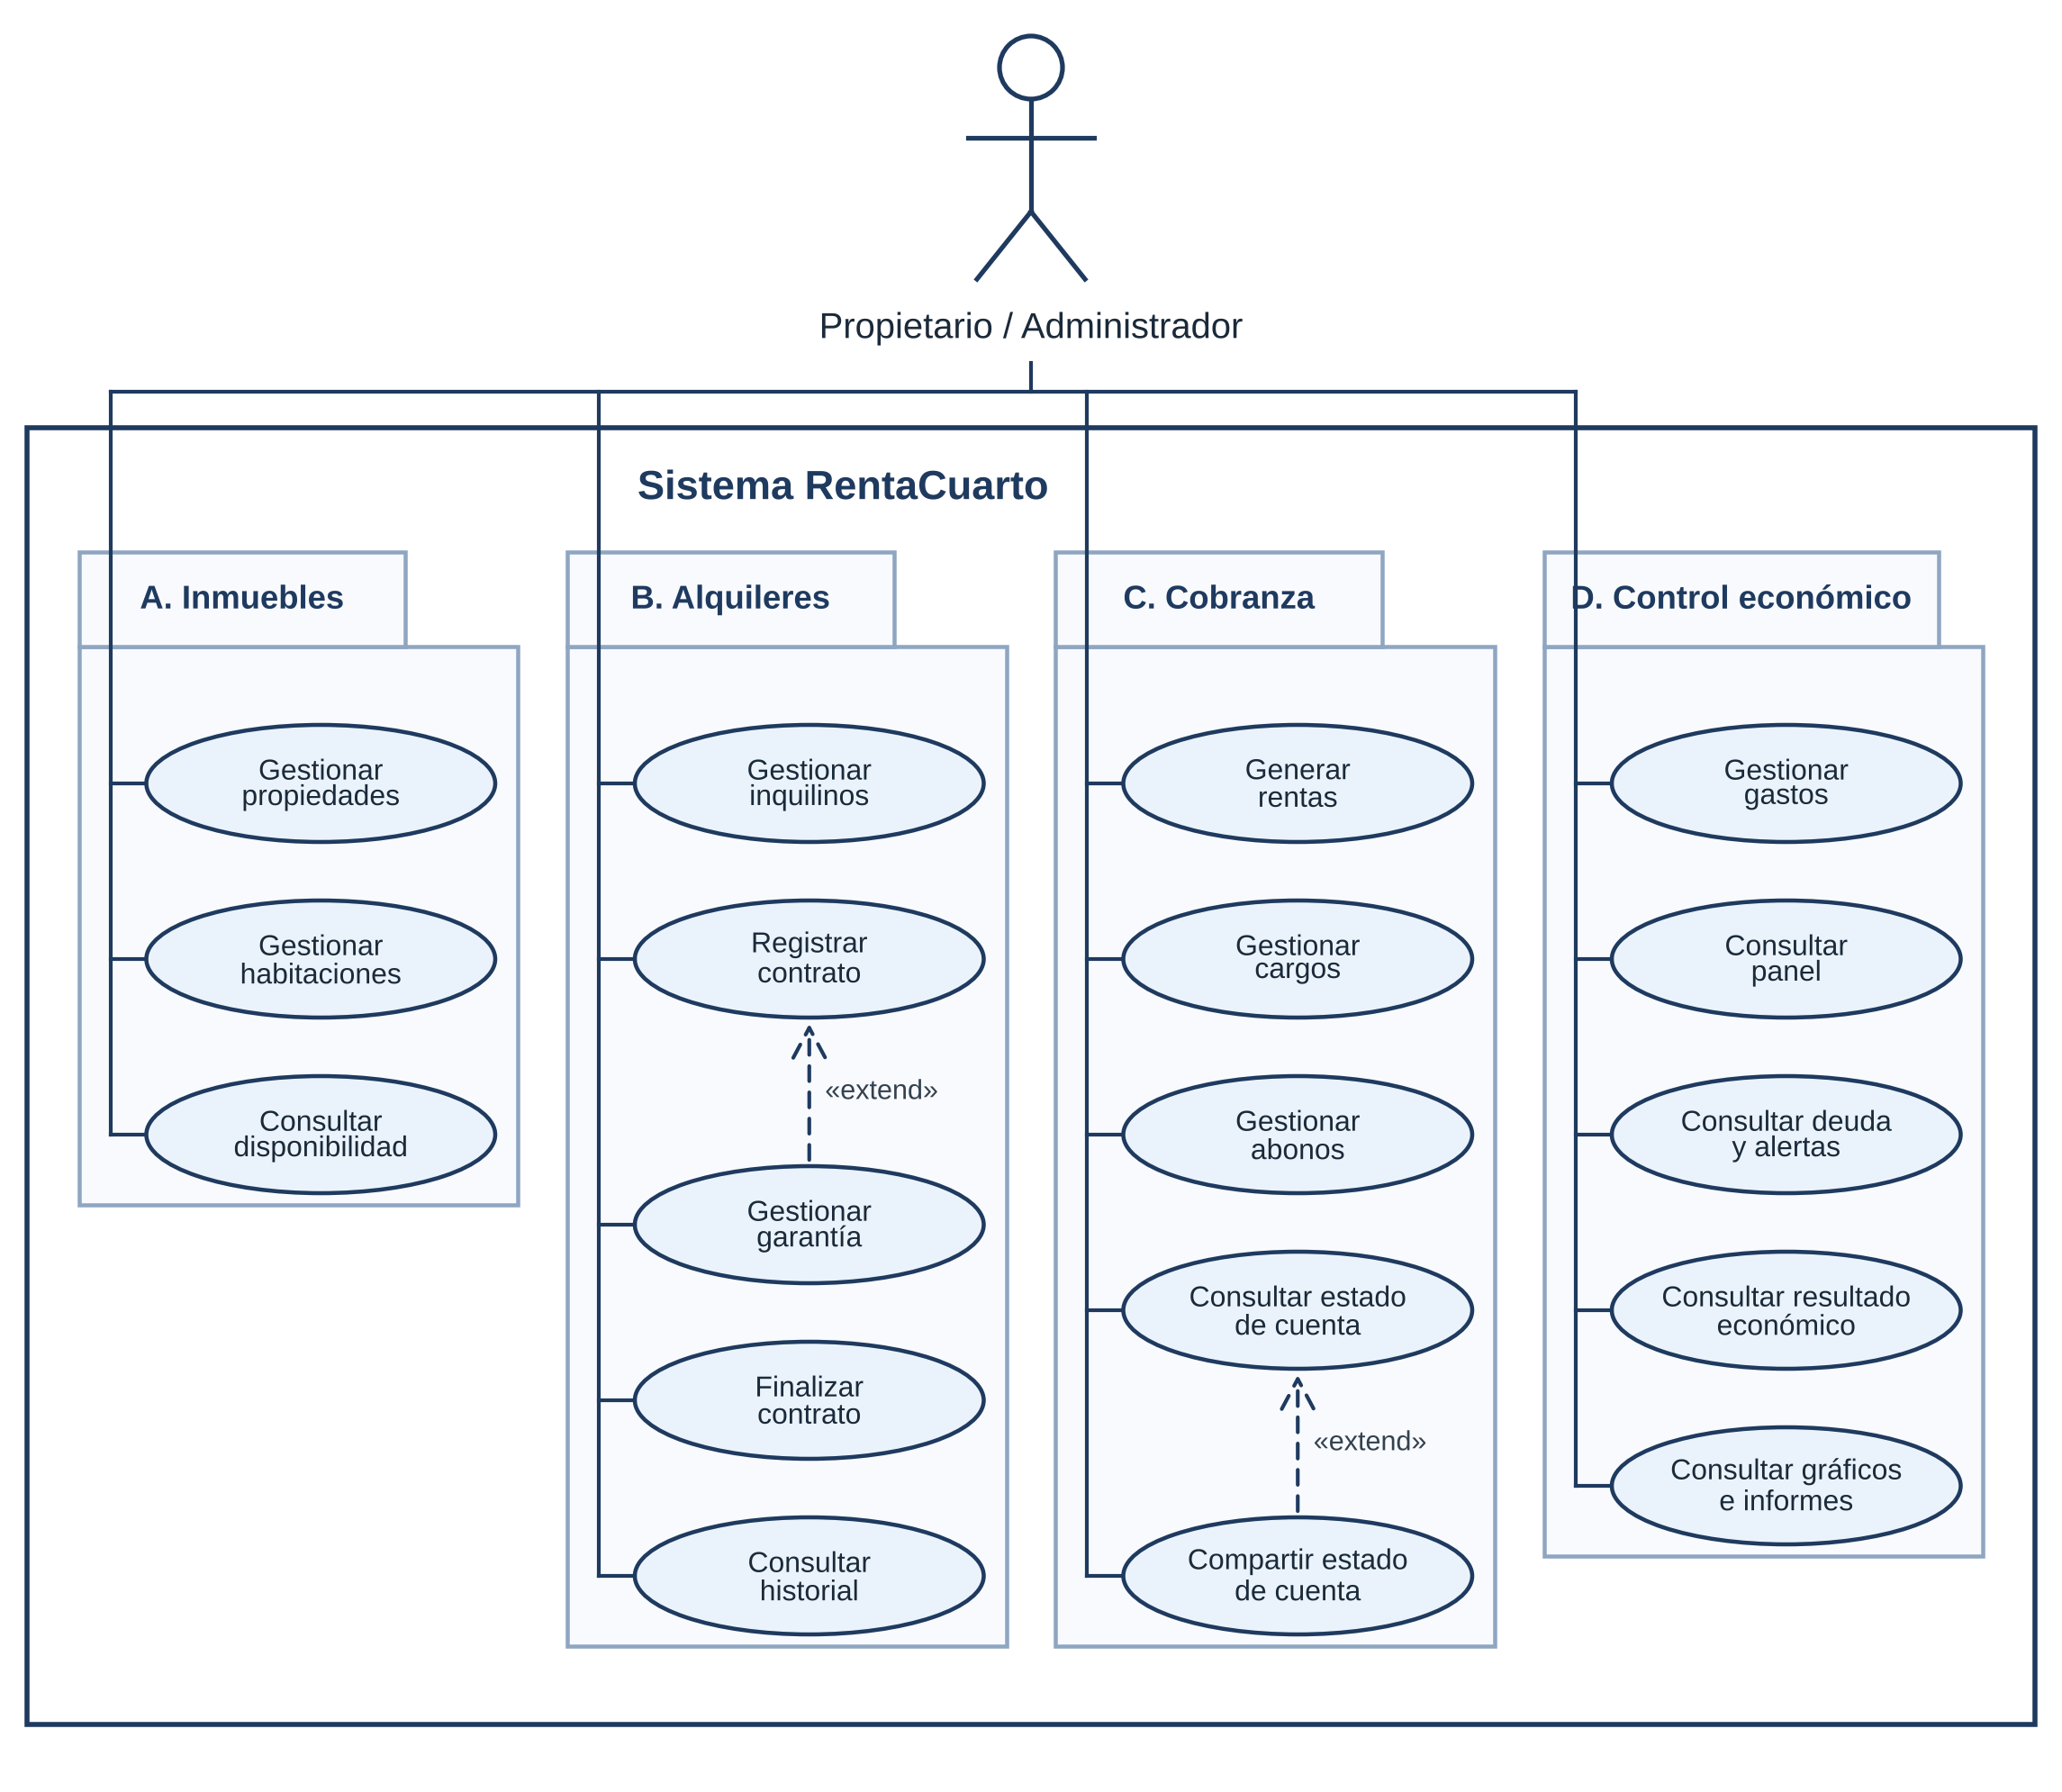 Propietario / Administrador
Sistema RentaCuarto
A. Inmuebles
Gestionar
propiedades
Gestionar
habitaciones
Consultar
disponibilidad
B. Alquileres
Gestionar
inquilinos
Registrar
contrato
«extend»
Gestionar
garantía
Finalizar
contrato
Consultar
historial
C. Cobranza
Generar
rentas
Gestionar
cargos
Gestionar
abonos
Consultar estado
de cuenta
«extend»
Compartir estado
de cuenta
D. Control económico
Gestionar
gastos
Consultar
panel
Consultar deuda
y alertas
Consultar resultado
económico
Consultar gráficos
e informes